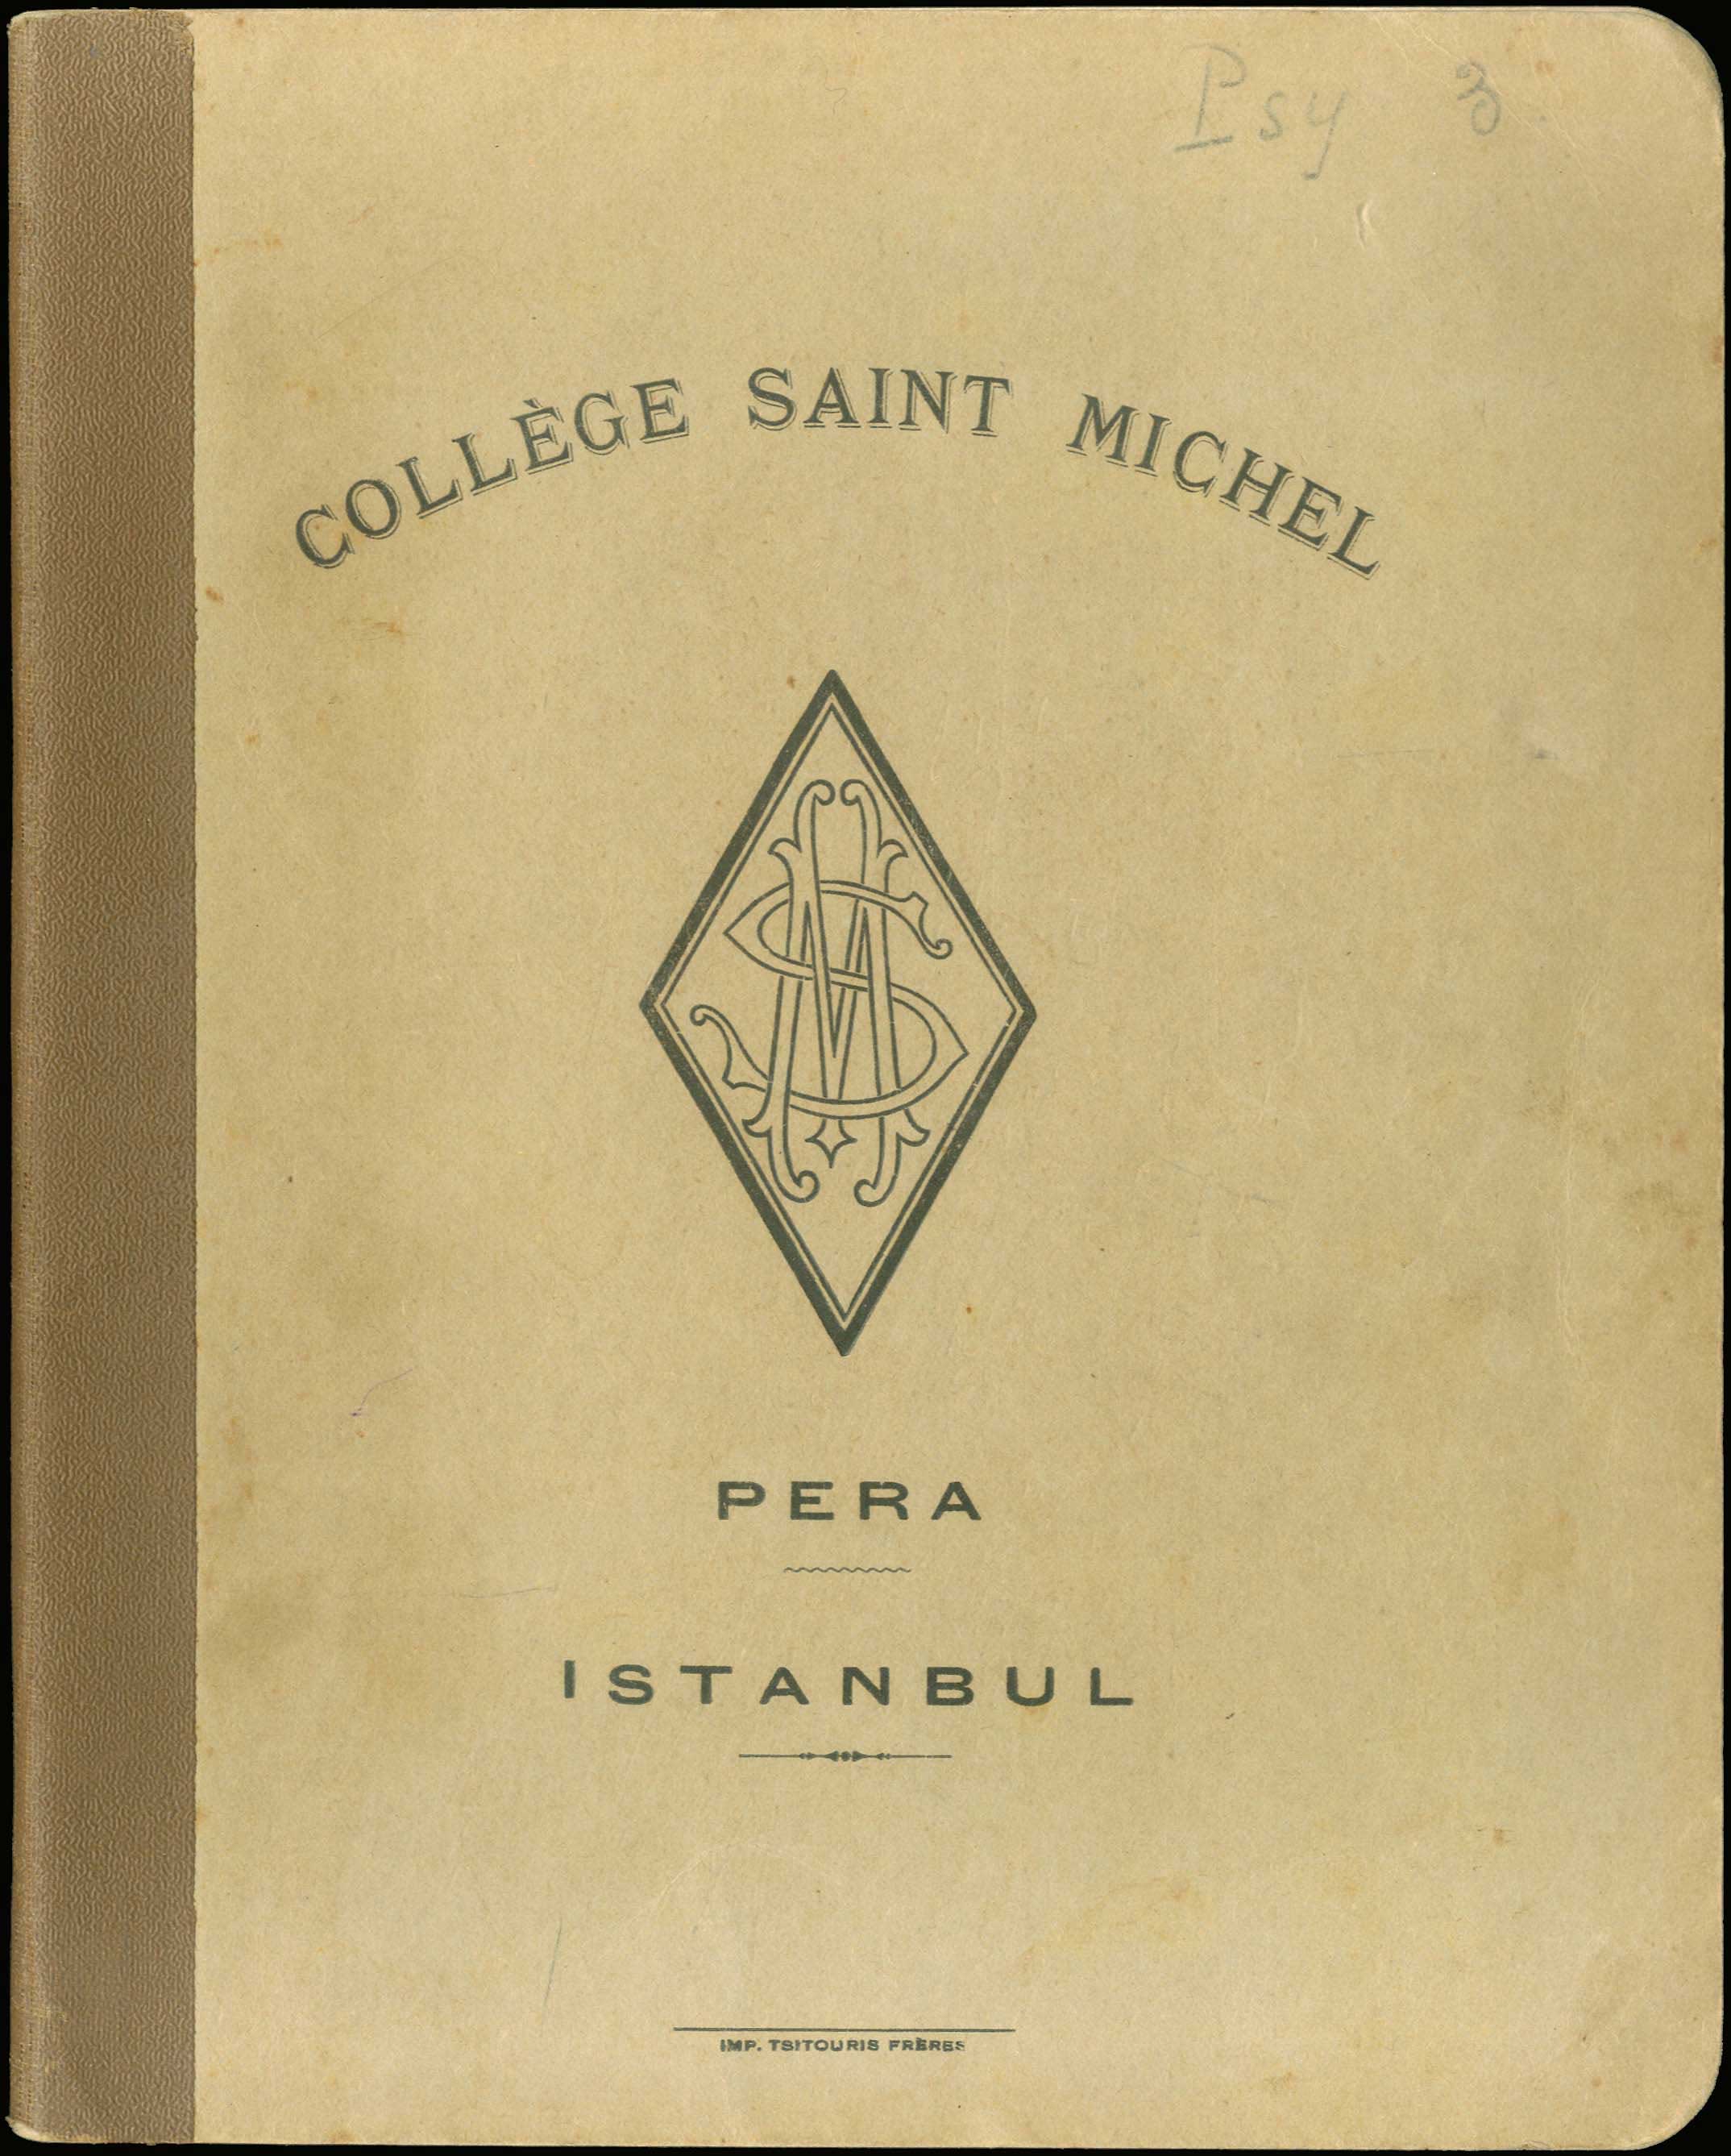 Psy 3
COLLÈGE SAINT MICHEL
SM
PERA
ISTANBUL
IMP. TSITOURIS FRÈRES